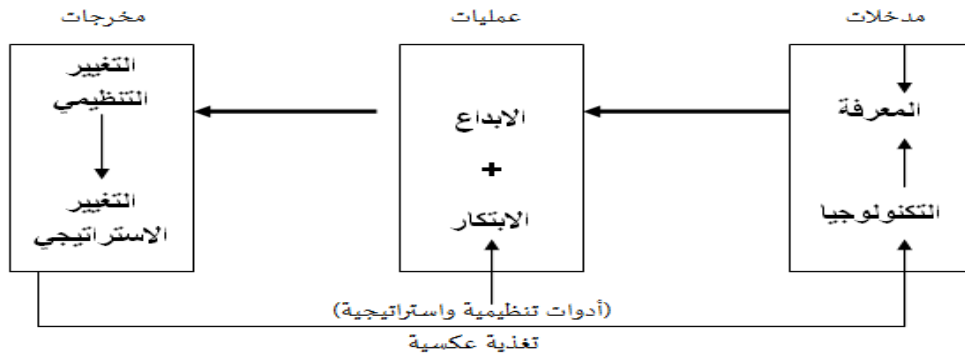 مدخلات
عمليات
مخرجات
المعرفة
التكنولوجيا
الابداع
+
الابتكار
التغيير
التنظيمي
التغيير
الاستراتيجي
(أدوات تنظيمية واستراتيجية)
تغذية عكسية